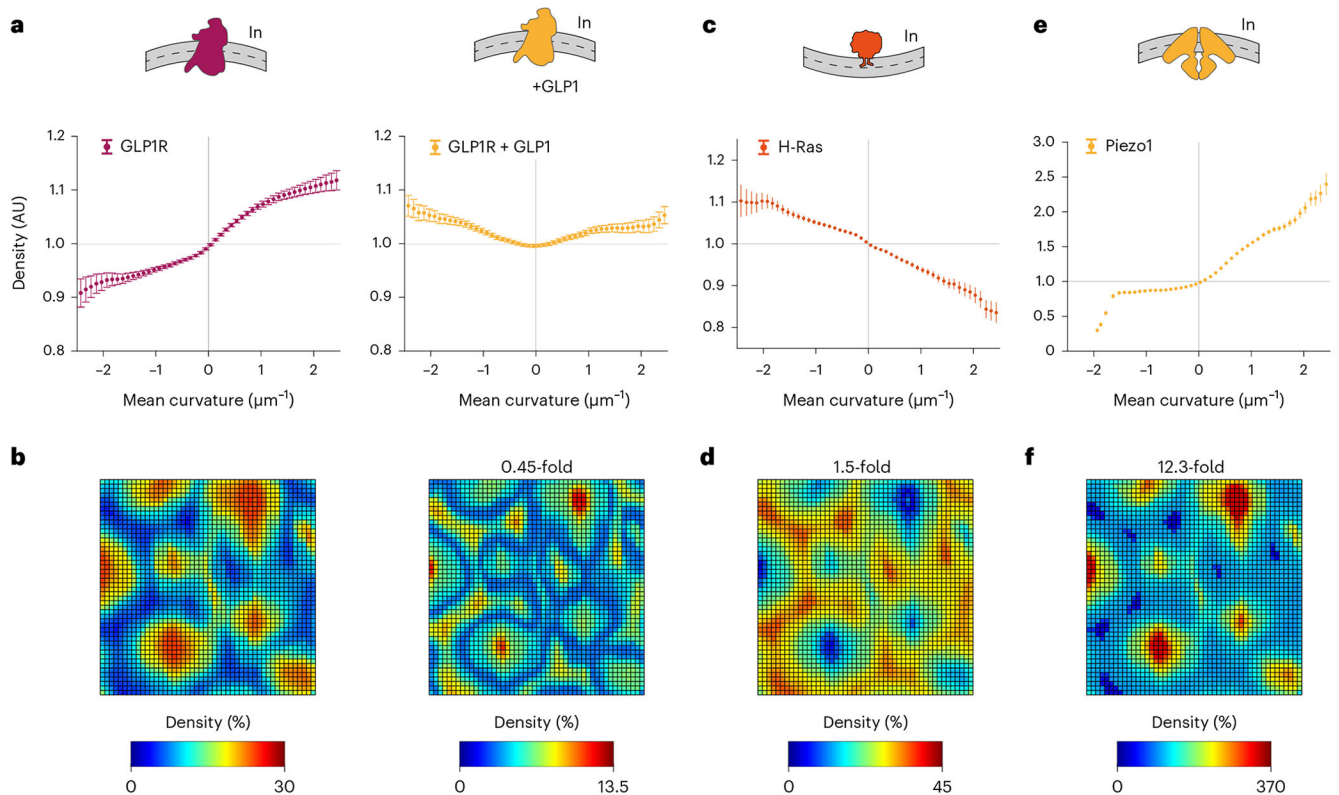 a
In
In
+GLP1
c
In
e
In
GLP1R
1.2
1.1
1.0
0.9
0.8
Density (AU)
–2
–1
0
1
2
Mean curvature (µm⁻¹)
GLP1R + GLP1
1.2
1.1
1.0
0.9
0.8
–2
–1
0
1
2
Mean curvature (µm⁻¹)
H-Ras
1.2
1.1
1.0
0.9
0.8
–2
–1
0
1
2
Mean curvature (µm⁻¹)
Piezo1
3.0
2.5
2.0
1.5
1.0
0.5
0
–2
–1
0
1
2
Mean curvature (µm⁻¹)
b
Density (%)
0
30
0.45-fold
Density (%)
0
13.5
d
1.5-fold
Density (%)
0
45
f
12.3-fold
Density (%)
0
370